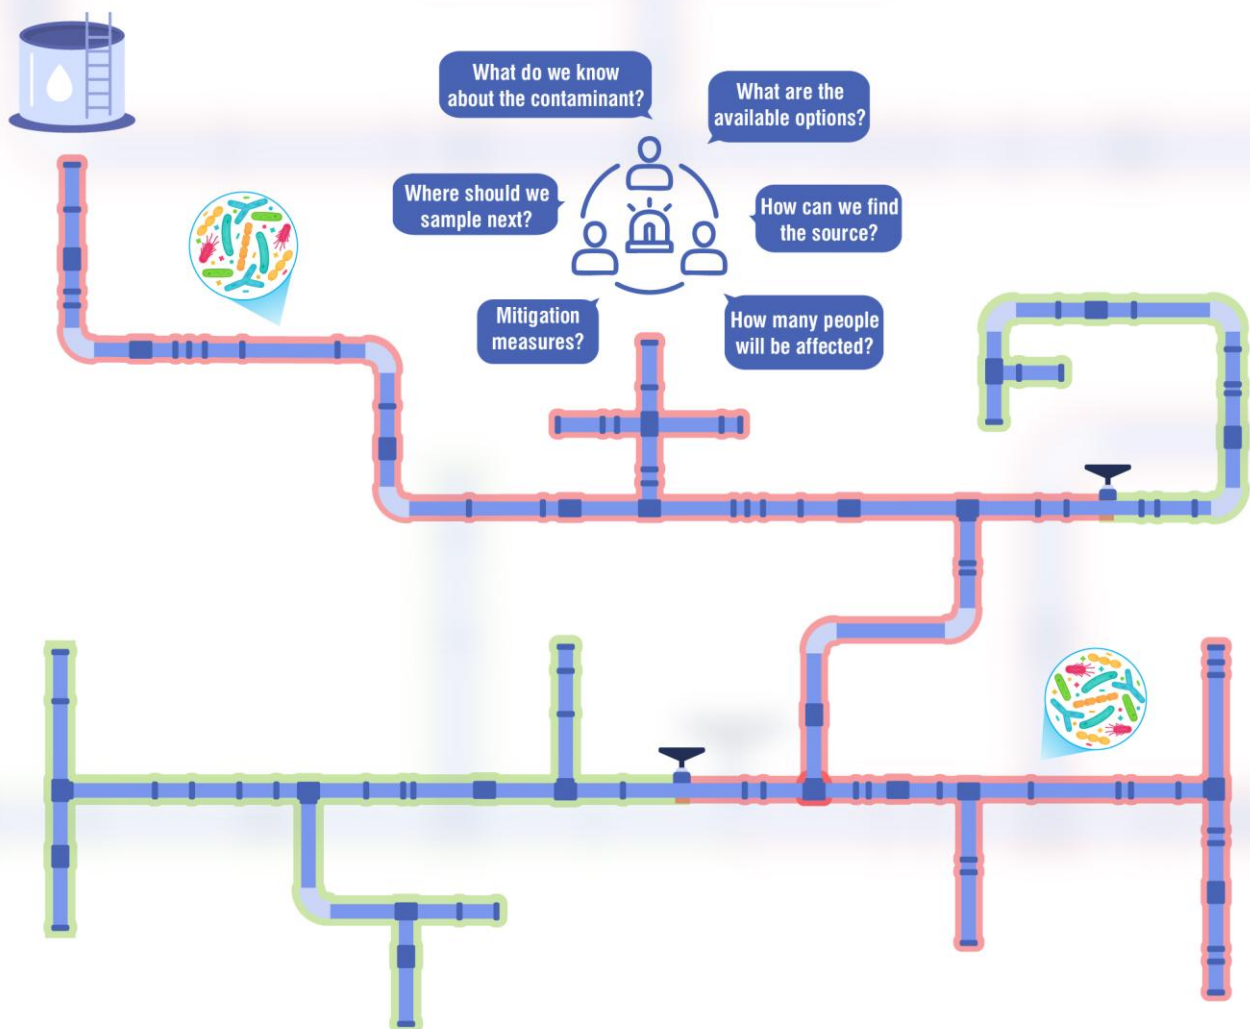 What do we know
about the contaminant?
What are the
available options?
Where should we
sample next?
How can we find
the source?
Mitigation
measures?
How many people
will be affected?